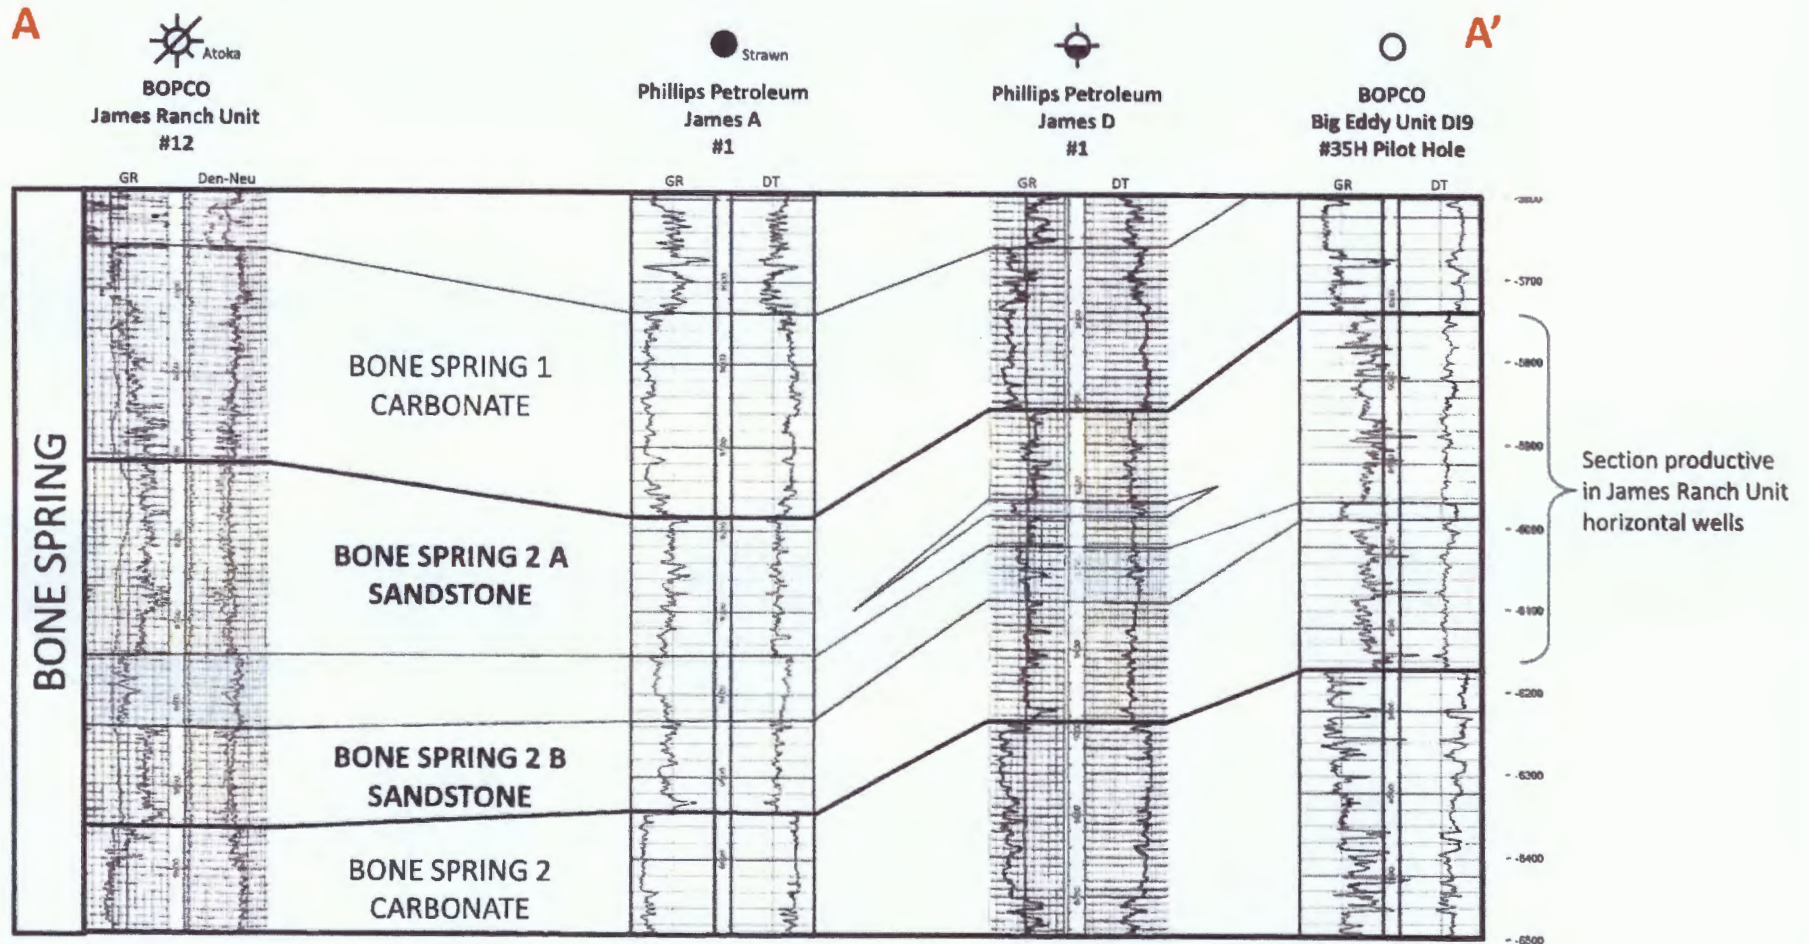 A
A'
Atoka
BOPCO
James Ranch Unit
#12
Strawn
Phillips Petroleum
James A
#1
Phillips Petroleum
James D
#1
BOPCO
Big Eddy Unit DI9
#35H Pilot Hole
GR Den-Neu
GR DT
GR DT
GR DT
BONE SPRING
BONE SPRING 1
CARBONATE
BONE SPRING 2 A
SANDSTONE
BONE SPRING 2 B
SANDSTONE
BONE SPRING 2
CARBONATE
-5700
-5800
-5900
-6000
-6100
-6200
-6300
-6400
-6500
Section productive
in James Ranch Unit
horizontal wells